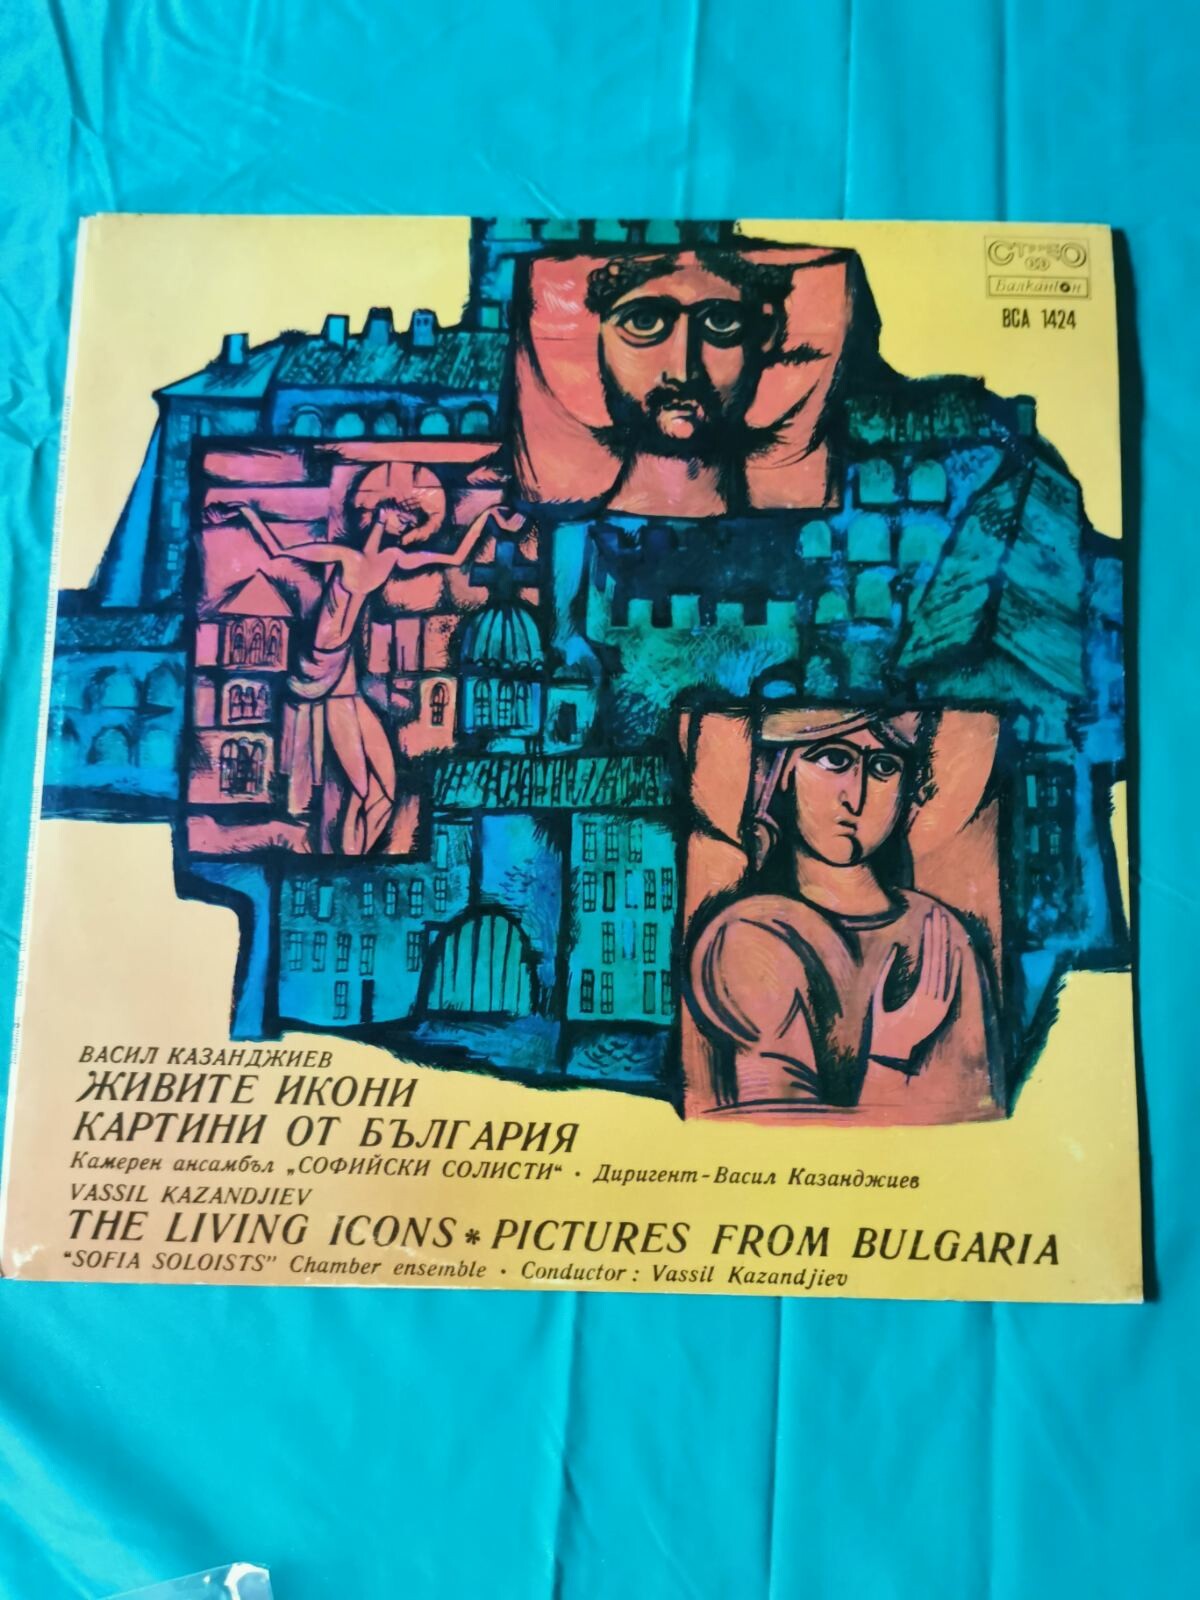 СТЕРЕО
Балкантон
ВСА 1424
ВАСИЛ КАЗАНДЖИЕВ
ЖИВИТЕ ИКОНИ
КАРТИНИ ОТ БЪЛГАРИЯ
Камерен ансамбъл „СОФИЙСКИ СОЛИСТИ“ • Диригент - Васил Казанджиев
VASSIL KAZANDJIEV
THE LIVING ICONS * PICTURES FROM BULGARIA
“SOFIA SOLOISTS” Chamber ensemble • Conductor : Vassil Kazandjiev